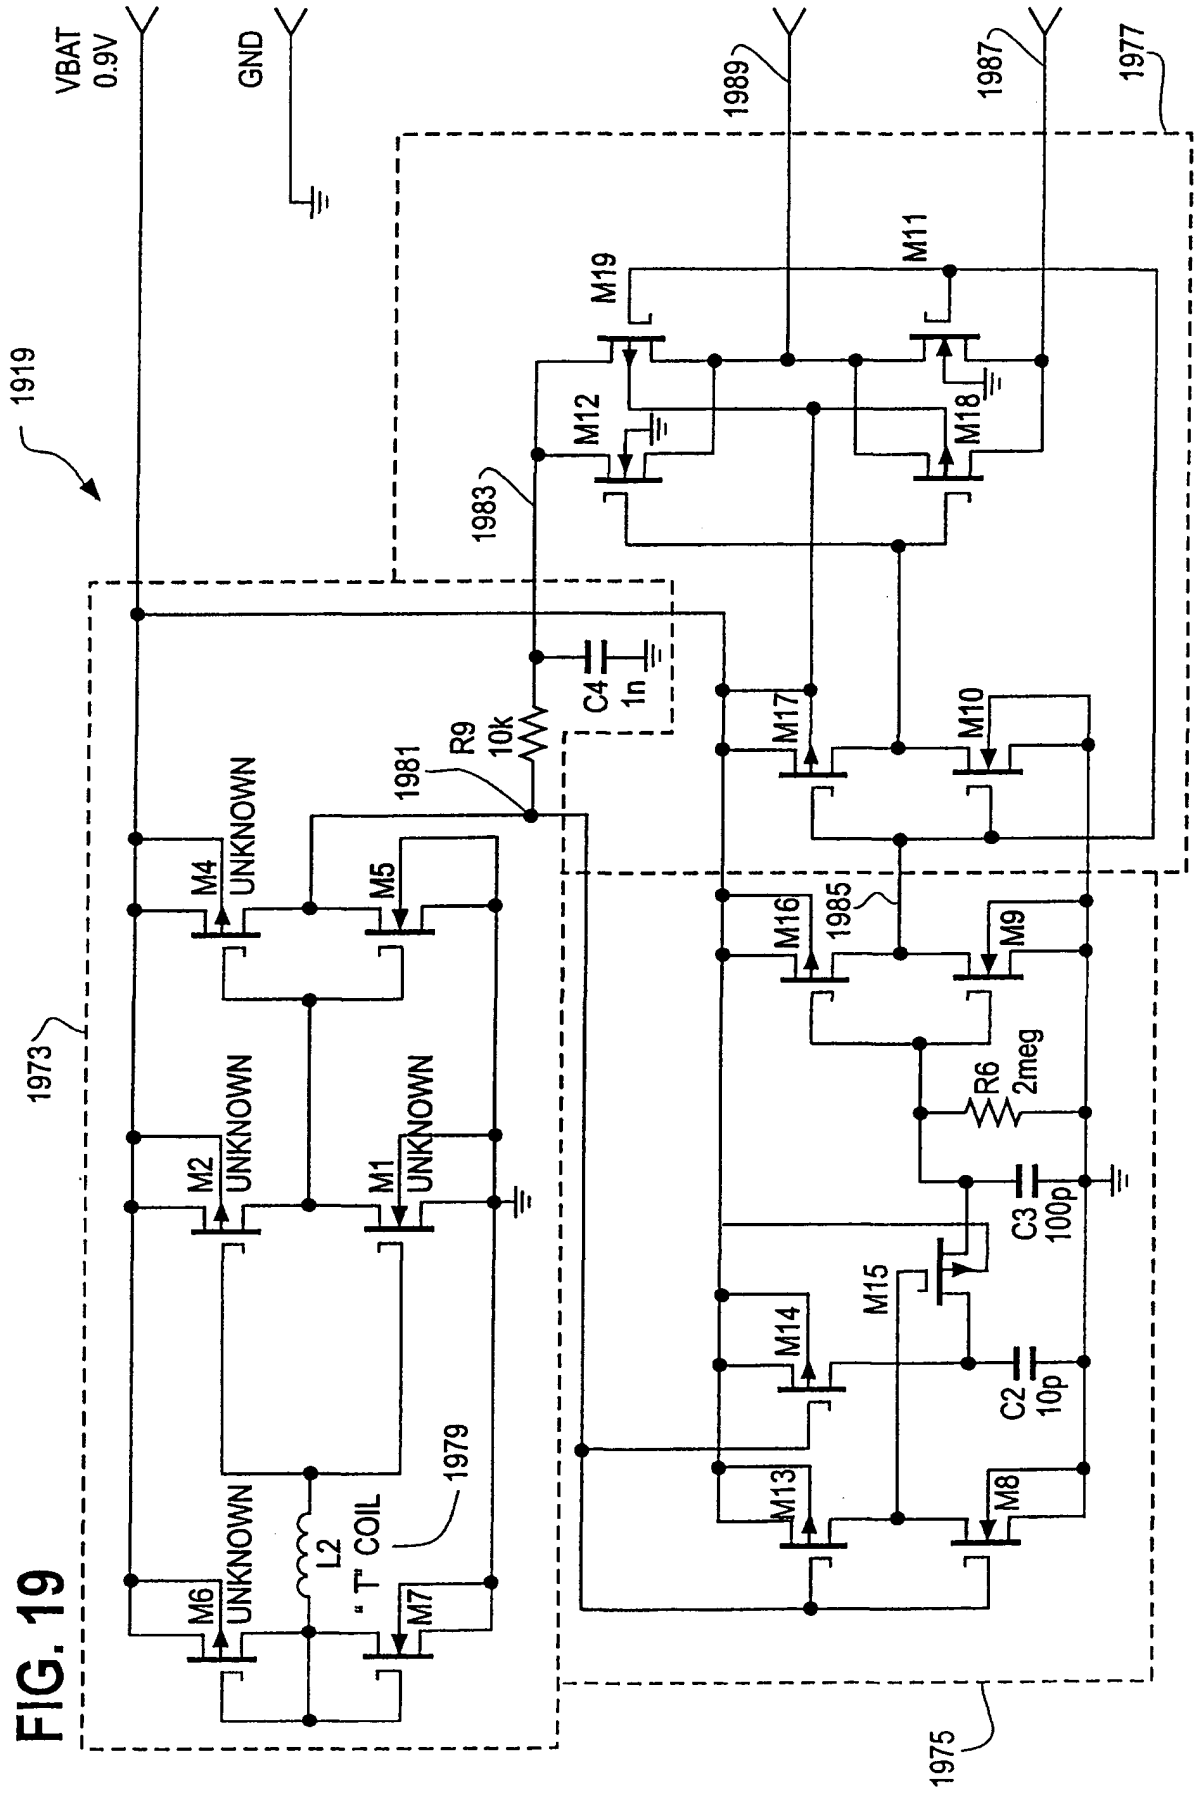 FIG. 19
1919
VBAT
0.9V
GND
1973
M6
UNKNOWN
M2
UNKNOWN
M4
UNKNOWN
L2
"T" COIL
1979
M7
M1
UNKNOWN
M5
1981
R9
10k
C4
1n
1983
M12
M19
1989
1987
1977
M11
M18
M13
M14
M15
M16
M17
1985
M8
C2
10p
C3
100p
R6
2meg
M9
M10
1975